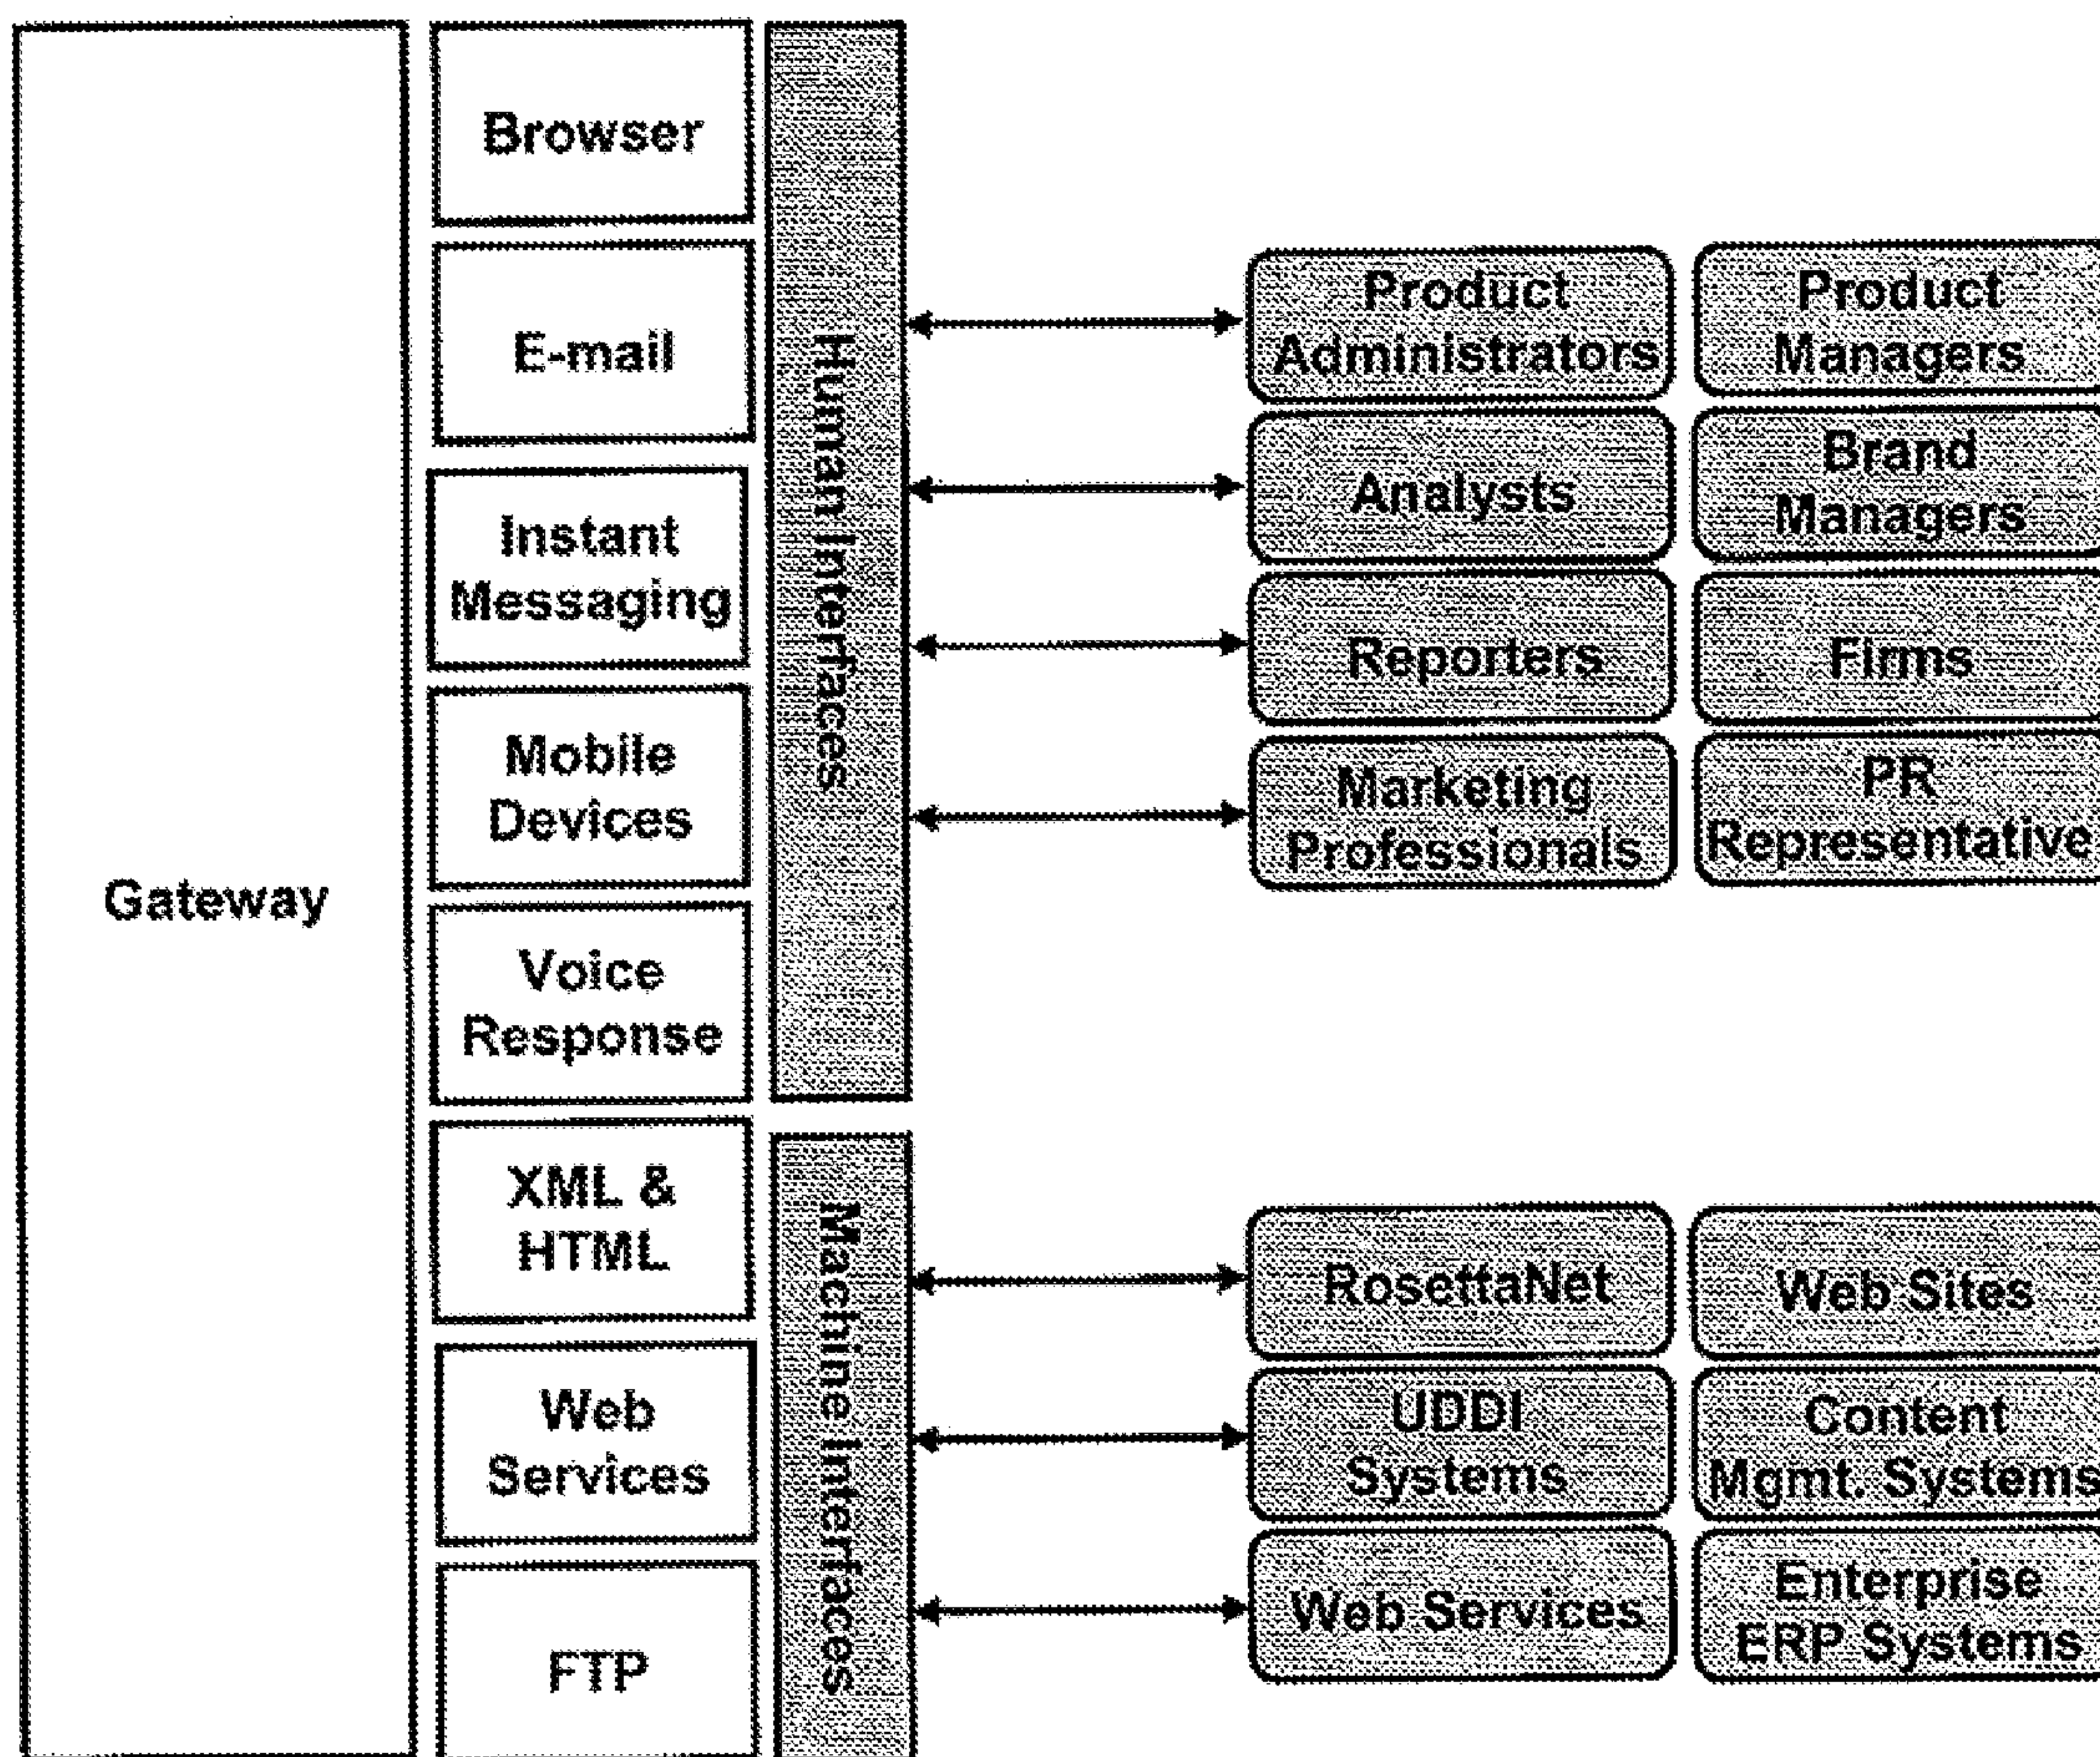 Gateway
Browser
E-mail
Instant
Messaging
Mobile
Devices
Voice
Response
XML &
HTML
Web
Services
FTP
Human Interfaces
Machine Interfaces
Product
Administrators
Product
Managers
Analysts
Brand
Managers
Reporters
Firms
Marketing
Professionals
PR
Representative
RosettaNet
Web Sites
UDDI
Systems
Content
Mgmt. Systems
Web Services
Enterprise
ERP Systems